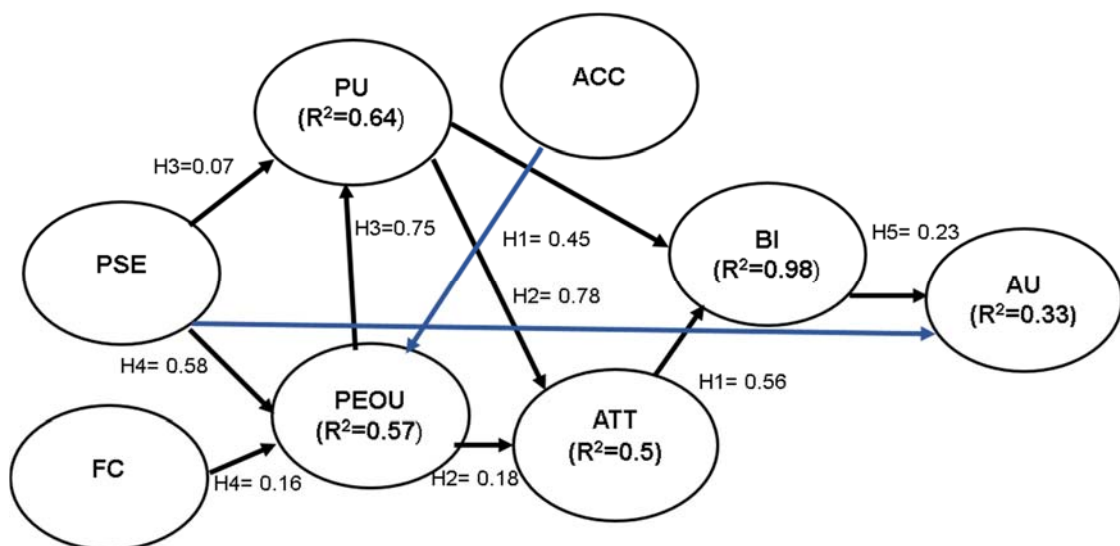 PU
(R²=0.64)
ACC
H3=0.07
H3=0.75
H1= 0.45
BI
(R²=0.98)
H5= 0.23
AU
(R²=0.33)
PSE
H2= 0.78
H4= 0.58
PEOU
(R²=0.57)
ATT
(R²=0.5)
H1= 0.56
FC
H4= 0.16
H2= 0.18